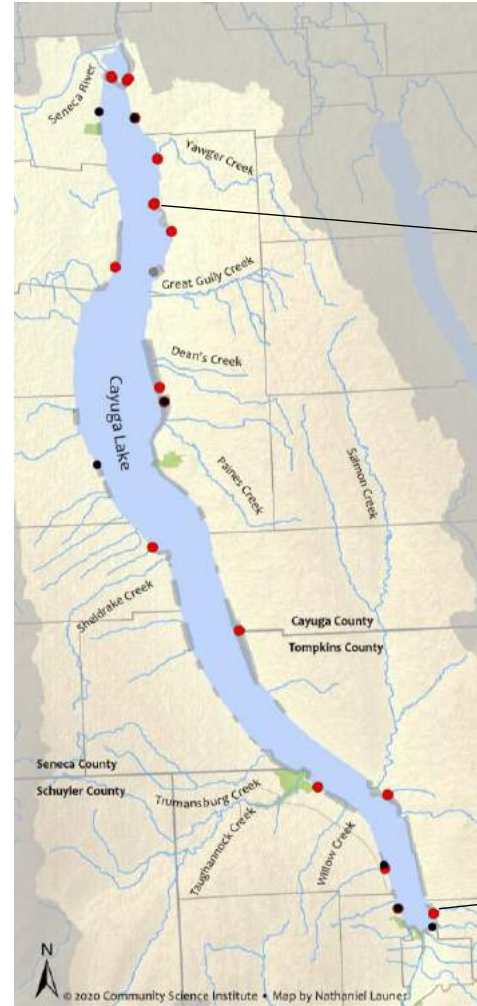 Seneca River
Yawger Creek
Great Gully Creek
Dean's Creek
Cayuga Lake
Paines Creek
Salmon Creek
Sheldrake Creek
Cayuga County
Tompkins County
Seneca County
Schuyler County
Trumansburg Creek
Taughannock Creek
Willow Creek
N
© 2020 Community Science Institute • Map by Nathaniel Launer